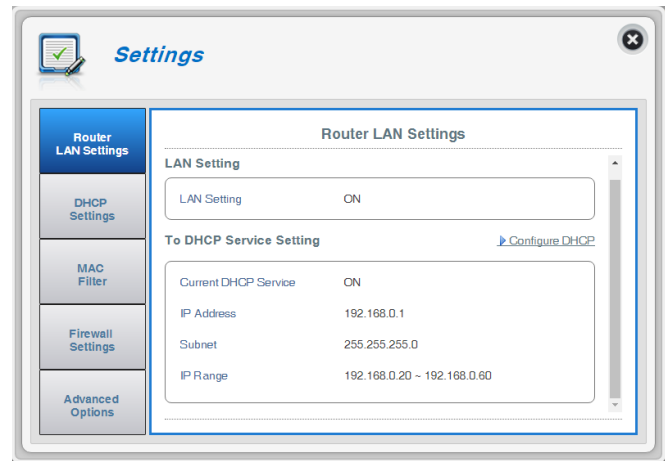 Settings
Router
LAN Settings
DHCP
Settings
MAC
Filter
Firewall
Settings
Advanced
Options
Router LAN Settings
LAN Setting
LAN Setting ON
To DHCP Service Setting Configure DHCP
Current DHCP Service ON
IP Address 192.168.0.1
Subnet 255.255.255.0
IP Range 192.168.0.20 ~ 192.168.0.60